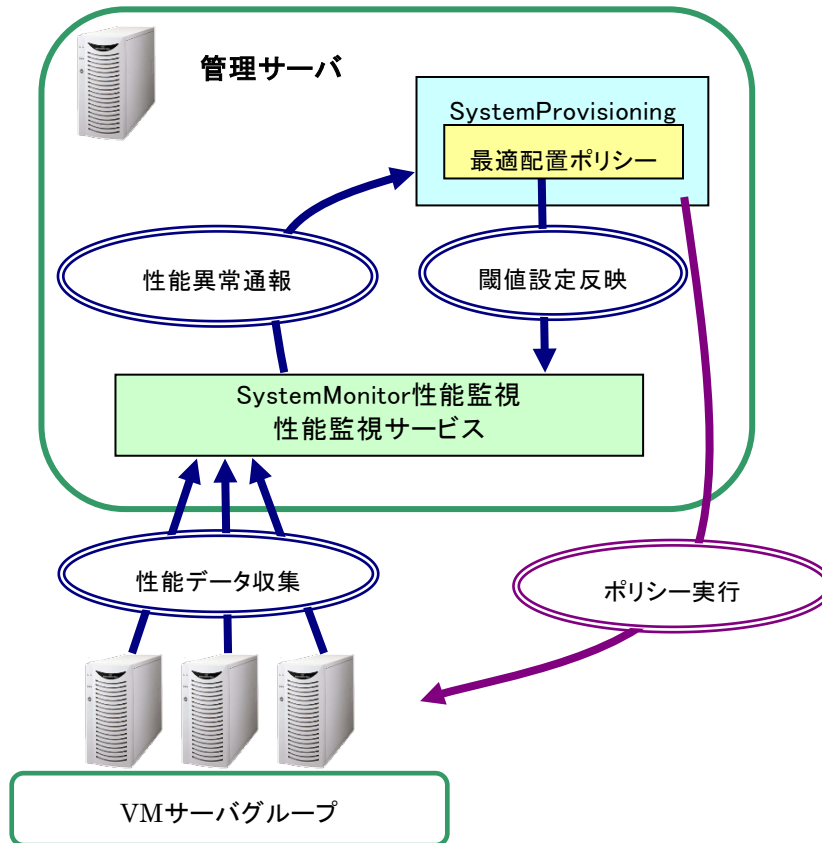 管理サーバ
SystemProvisioning
最適配置ポリシー
性能異常通報
閾値設定反映
SystemMonitor性能監視
性能監視サービス
性能データ収集
ポリシー実行
VMサーバグループ